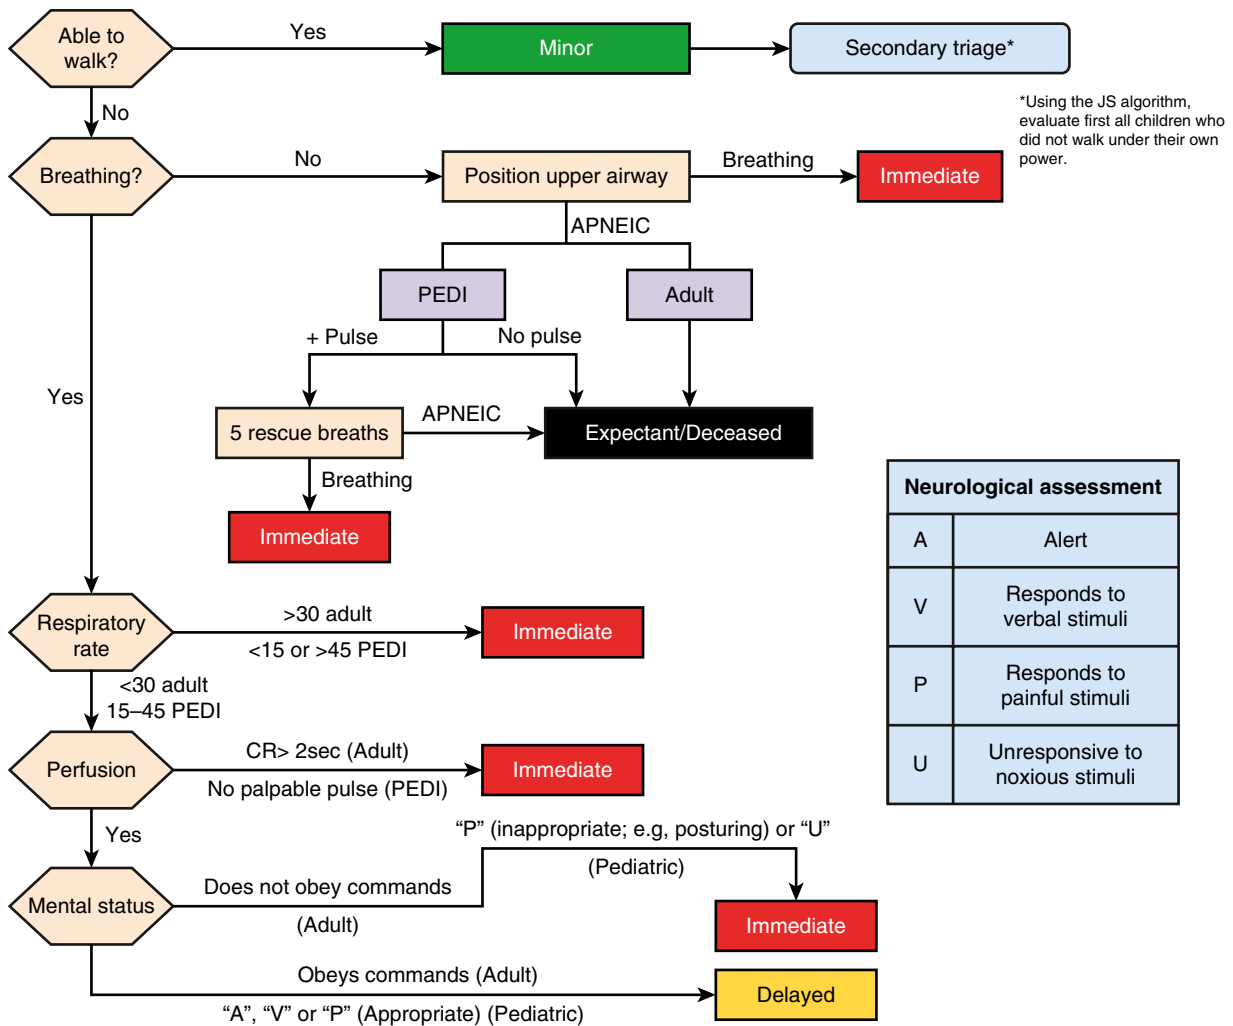 Able to
walk?
Yes
Minor
Secondary triage*
No
*Using the JS algorithm,
evaluate first all children who
did not walk under their own
power.
Breathing?
No
Position upper airway
Breathing
Immediate
APNEIC
PEDI
Adult
+ Pulse
No pulse
Yes
5 rescue breaths
APNEIC
Expectant/Deceased
Breathing
Immediate
Neurological assessment
A
Alert
V
Responds to
verbal stimuli
P
Responds to
painful stimuli
U
Unresponsive to
noxious stimuli
Respiratory
rate
>30 adult
<15 or >45 PEDI
Immediate
<30 adult
15–45 PEDI
Perfusion
CR> 2sec (Adult)
No palpable pulse (PEDI)
Immediate
Yes
Mental status
Does not obey commands
(Adult)
“P” (inappropriate; e.g, posturing) or “U”
(Pediatric)
Immediate
Obeys commands (Adult)
“A”, “V” or “P” (Appropriate) (Pediatric)
Delayed